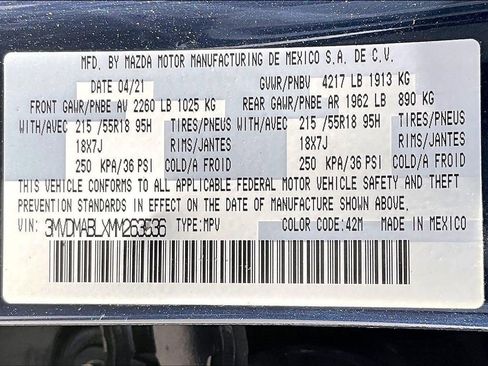 MFD. BY MAZDA MOTOR MANUFACTURING DE MEXICO S.A. DE C.V.
DATE 04/21 GVWR/PNBV 4217 LB 1913 KG
FRONT GAWR/PNBE AV 2260 LB 1025 KG REAR GAWR/PNBE AR 1962 LB 890 KG
WITH/AVEC 215 /55R18 95H TIRES/PNEUS WITH/AVEC 215 /55R18 95H TIRES/PNEUS
18X7J RIMS/JANTES 18X7J RIMS/JANTES
250 KPA/36 PSI COLD/A FROID 250 KPA/36 PSI COLD/A FROID
THIS VEHICLE CONFORMS TO ALL APPLICABLE FEDERAL MOTOR VEHICLE SAFETY AND THEFT
PREVENTION STANDARDS IN EFFECT ON THE DATE OF MANUFACTURE SHOWN ABOVE.
VIN: 3MVDMABLXMM263536 TYPE:MPV COLOR CODE:42M MADE IN MEXICO